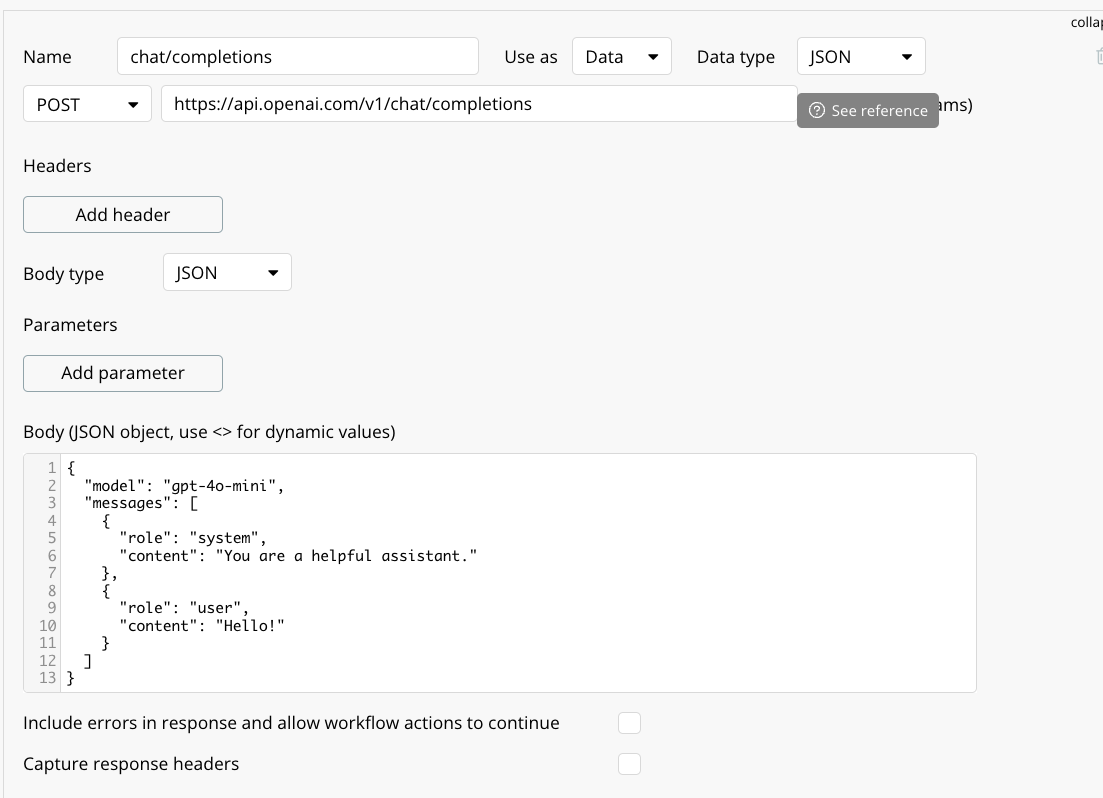 collap
Name chat/completions Use as Data Data type JSON
POST https://api.openai.com/v1/chat/completions See reference ams)
Headers
Add header
Body type JSON
Parameters
Add parameter
Body (JSON object, use <> for dynamic values)
1 {
2   "model": "gpt-4o-mini",
3   "messages": [
4     {
5       "role": "system",
6       "content": "You are a helpful assistant."
7     },
8     {
9       "role": "user",
10       "content": "Hello!"
11     }
12   ]
13 }
Include errors in response and allow workflow actions to continue
Capture response headers